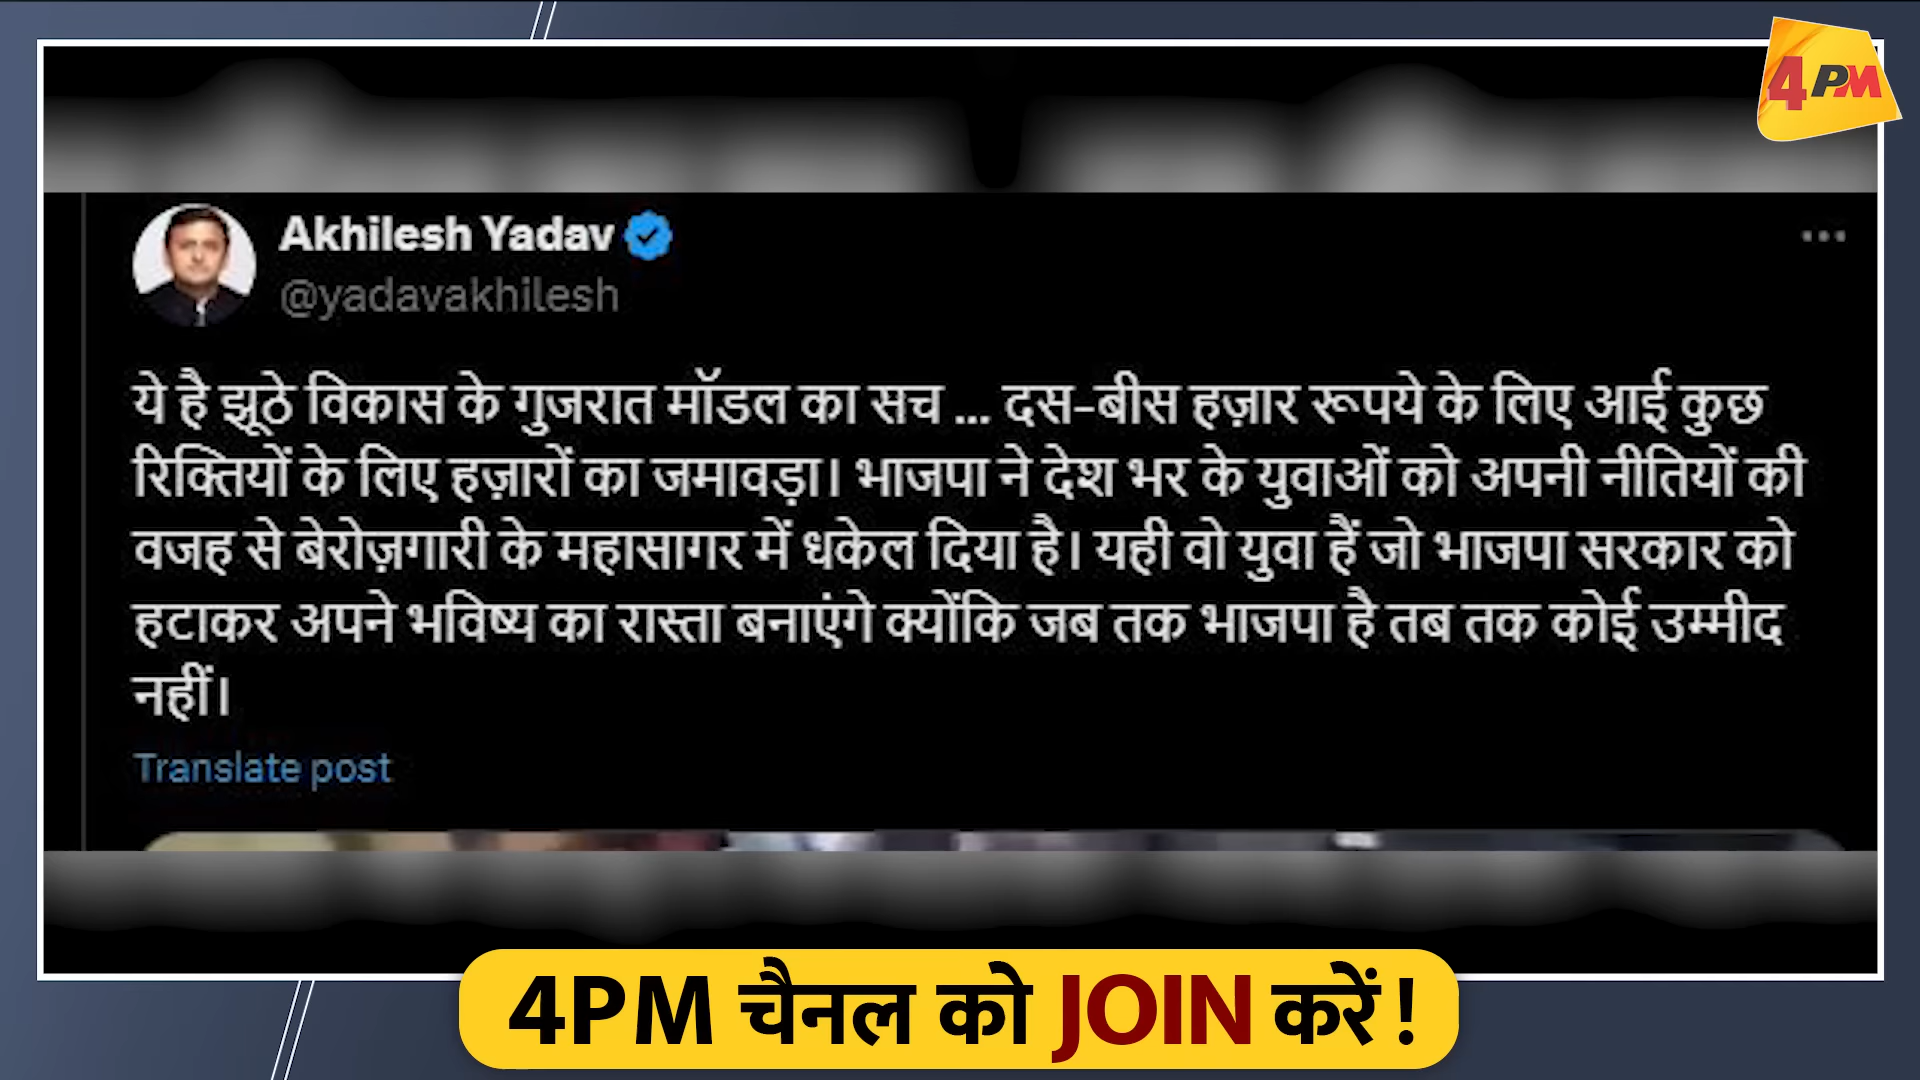 4PM
Akhilesh Yadav
@yadavakhilesh
ये है झूठे विकास के गुजरात मॉडल का सच ... दस-बीस हज़ार रूपये के लिए आई कुछ
रिक्तियों के लिए हज़ारों का जमावड़ा। भाजपा ने देश भर के युवाओं को अपनी नीतियों की
वजह से बेरोज़गारी के महासागर में धकेल दिया है। यही वो युवा हैं जो भाजपा सरकार को
हटाकर अपने भविष्य का रास्ता बनाएंगे क्योंकि जब तक भाजपा है तब तक कोई उम्मीद
नहीं।
Translate post
4PM चैनल को JOIN करें!